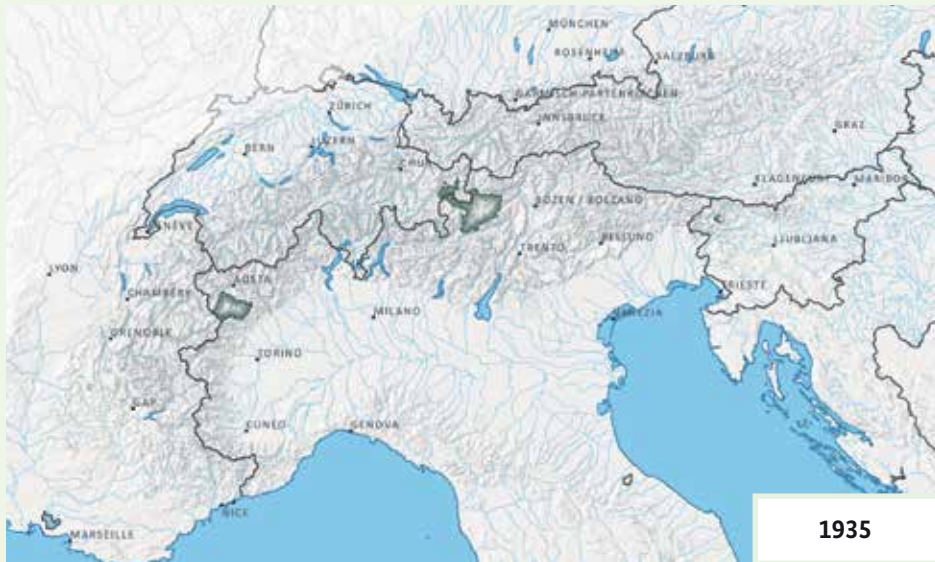 MÜNCHEN
ROSENHEIM
SALZBURG
GARMISCH-PARTENKIRCHEN
ZÜRICH
INNSBRUCK
GRAZ
BERN
LUZERN
CHUR
KLAGENFURT
MARIBOR
BOZEN / BOLZANO
GENÈVE
TRENTO
BELLUNO
LJUBLJANA
LYON
AOSTA
TRIESTE
CHAMBÉRY
MILANO
VENEZIA
GRENOBLE
TORINO
GAP
CUNEO
GENOVA
NICE
MARSEILLE
1935